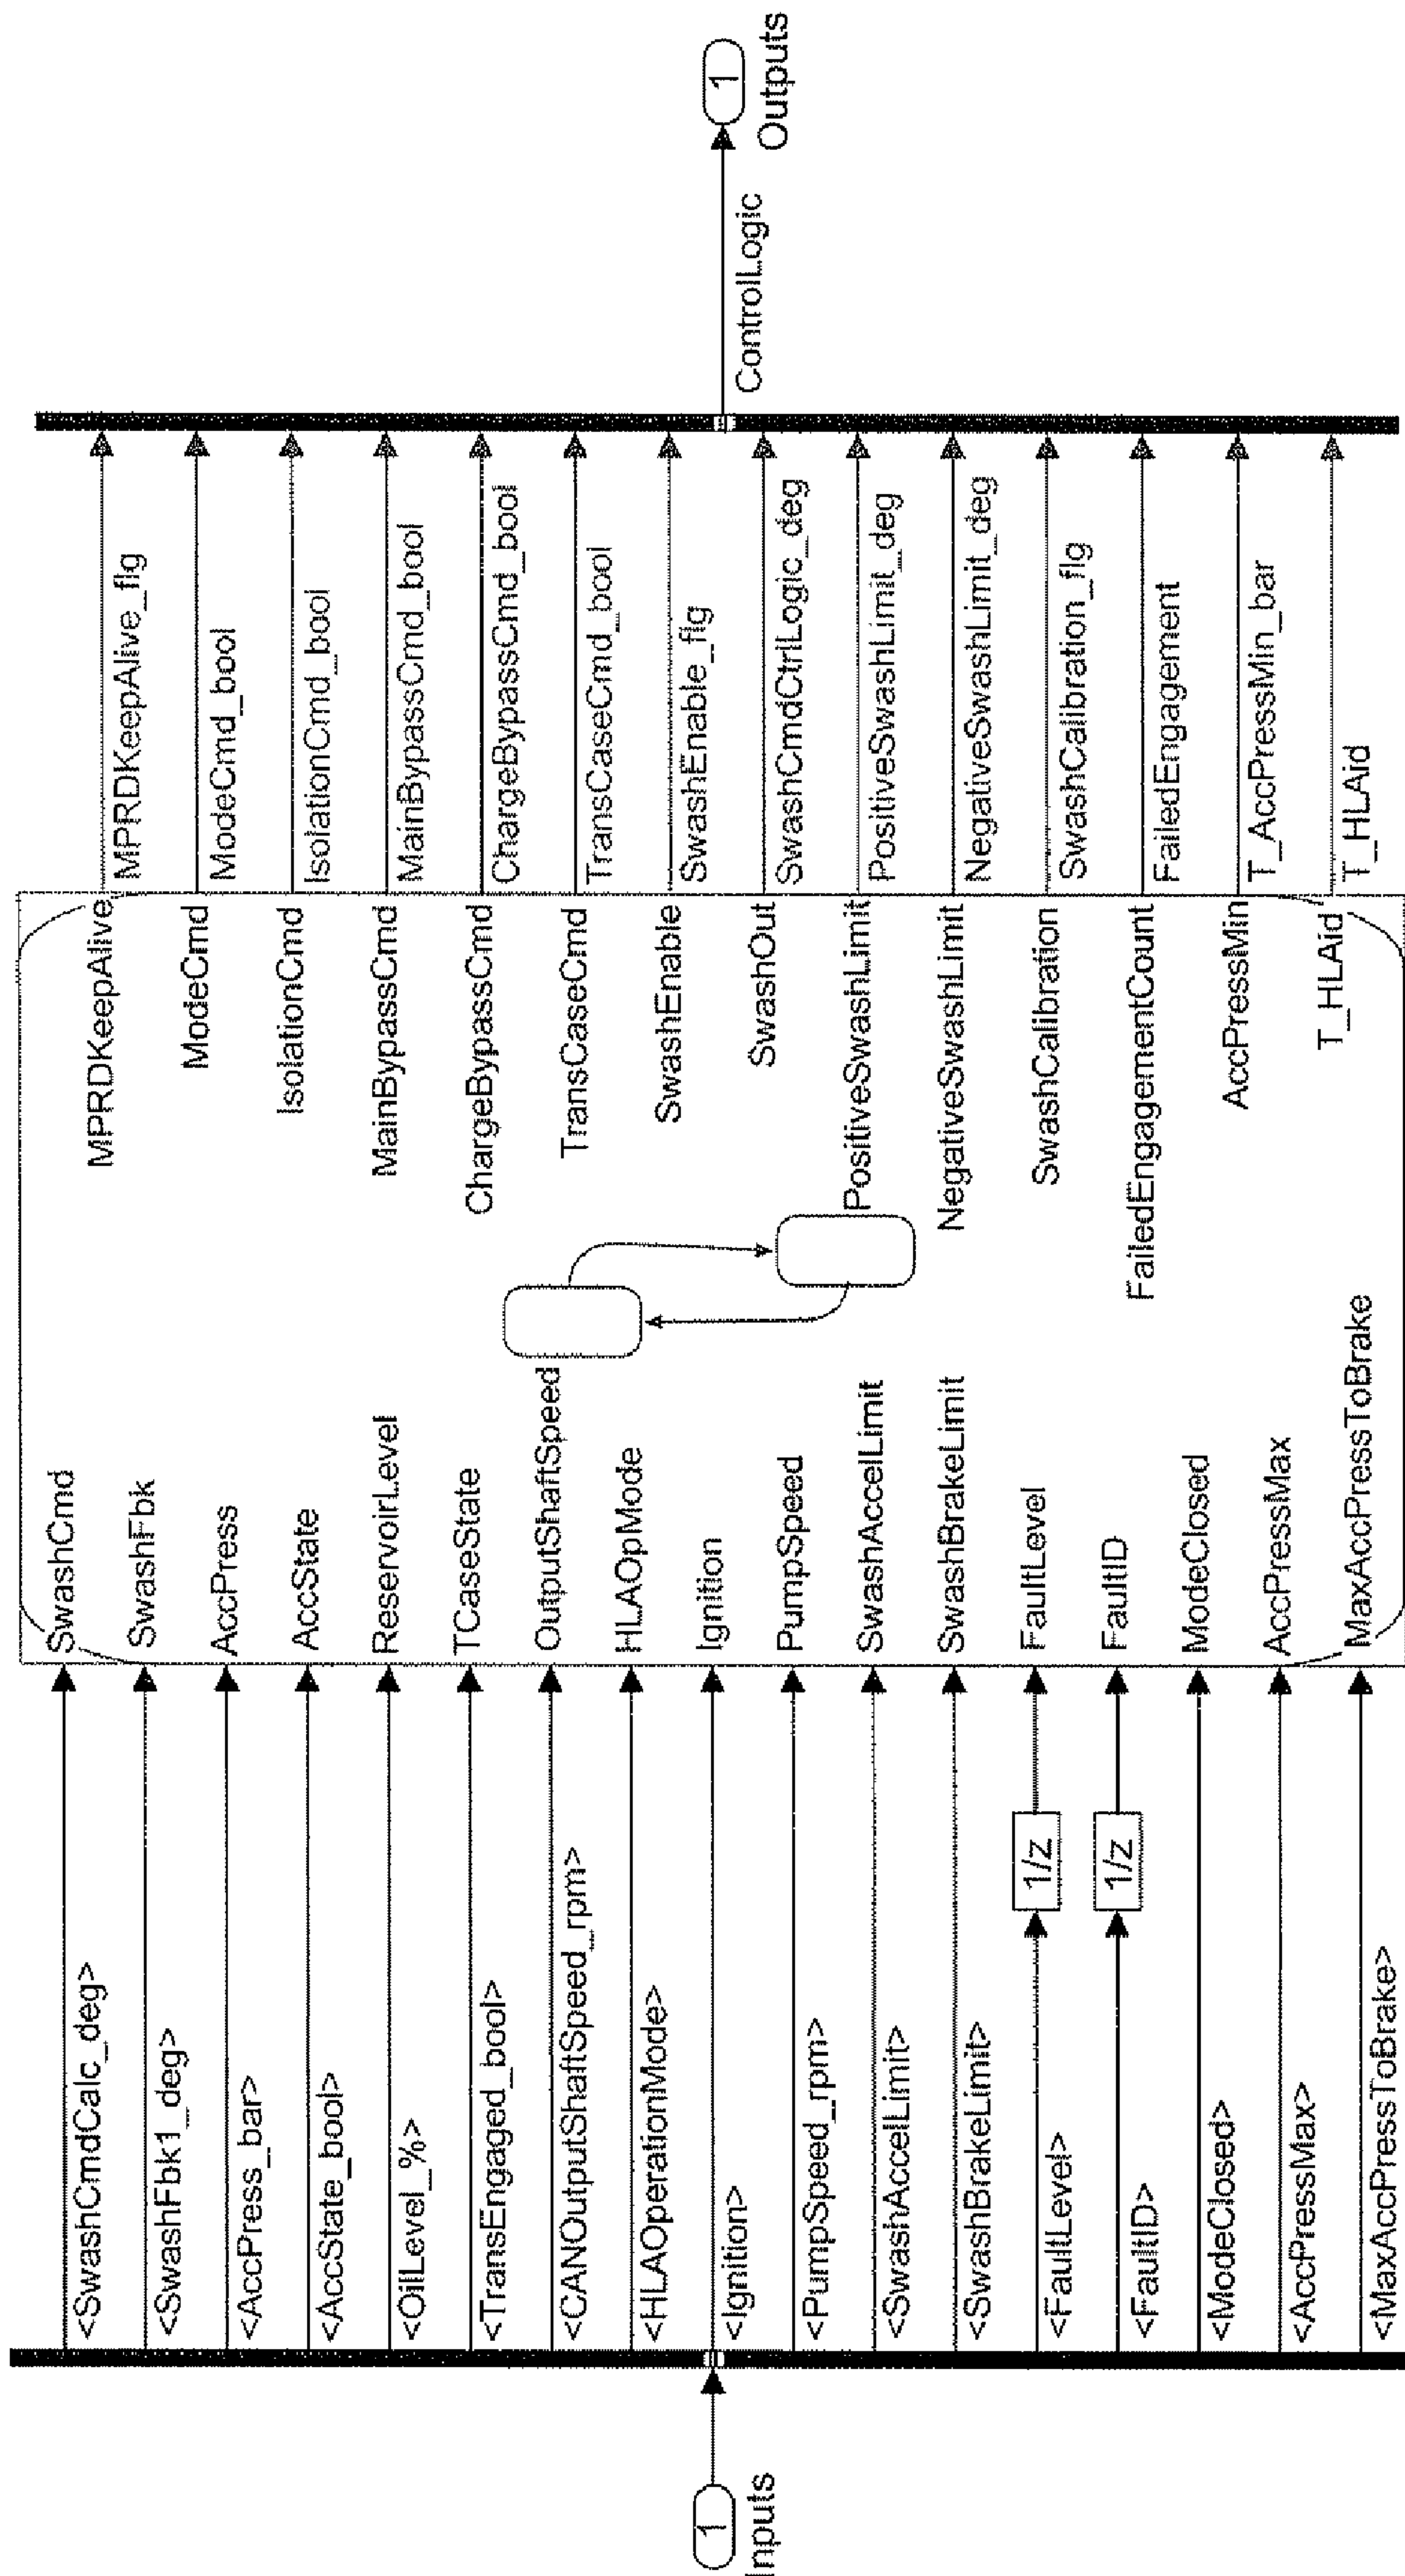 1
Inputs
<SwashCmdCalc_deg>
<SwashFbk1_deg>
<AccPress_bar>
<AccState_bool>
<OilLevel_%>
<TransEngaged_bool>
<CANOutputShaftSpeed_rpm>
<HLAOperationMode>
<Ignition>
<PumpSpeed_rpm>
<SwashAccelLimit>
<SwashBrakeLimit>
<FaultLevel>
<FaultID>
<ModeClosed>
<AccPressMax>
<MaxAccPressToBrake>
1/z
1/z
SwashCmd
SwashFbk
AccPress
AccState
ReservoirLevel
TCaseState
OutputShaftSpeed
HLAOpMode
Ignition
PumpSpeed
SwashAccelLimit
SwashBrakeLimit
FaultLevel
FaultID
ModeClosed
AccPressMax
MaxAccPressToBrake
MPRDKeepAlive
ModeCmd
IsolationCmd
MainBypassCmd
ChargeBypassCmd
TransCaseCmd
SwashEnable
SwashOut
PositiveSwashLimit
NegativeSwashLimit
SwashCalibration
FailedEngagementCount
AccPressMin
T_HLAid
MPRDKeepAlive_flg
ModeCmd_bool
IsolationCmd_bool
MainBypassCmd_bool
ChargeBypassCmd_bool
TransCaseCmd_bool
SwashEnable_flg
SwashCmdCtrlLogic_deg
PositiveSwashLimit_deg
NegativeSwashLimit_deg
SwashCalibration_flg
FailedEngagement
T_AccPressMin_bar
T_HLAid
ControlLogic
1
Outputs